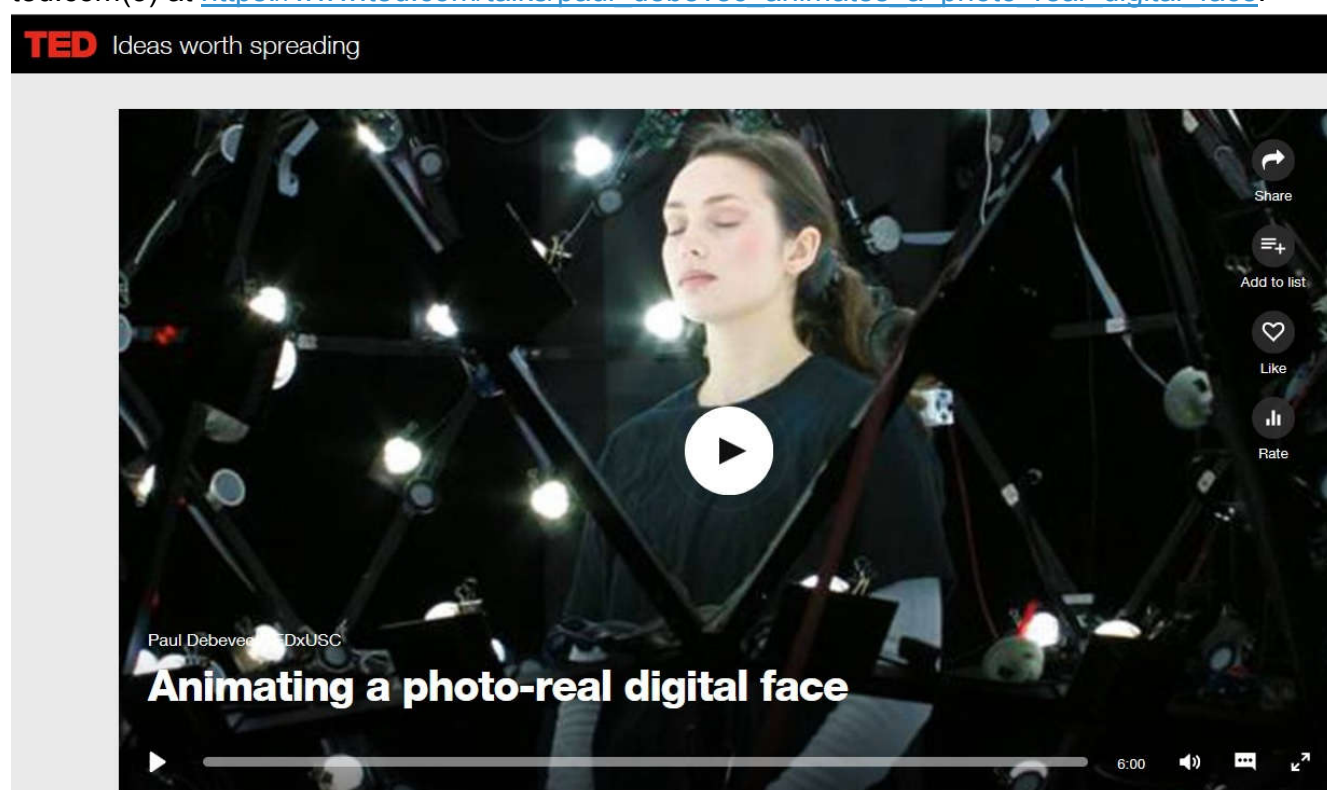 TED Ideas worth spreading
Share
Add to list
Like
Rate
Paul Debevec
Animating a photo-real digital face
6:00